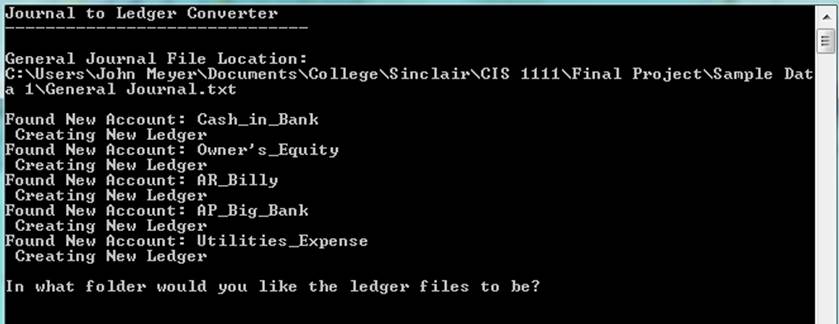 Journal to Ledger Converter
------------------------------
General Journal File Location:
C:\Users\John Meyer\Documents\College\Sinclair\CIS 1111\Final Project\Sample Dat
a 1\General Journal.txt
Found New Account: Cash_in_Bank
Creating New Ledger
Found New Account: Owner's_Equity
Creating New Ledger
Found New Account: AR_Billy
Creating New Ledger
Found New Account: AP_Big_Bank
Creating New Ledger
Found New Account: Utilities_Expense
Creating New Ledger
In what folder would you like the ledger files to be?